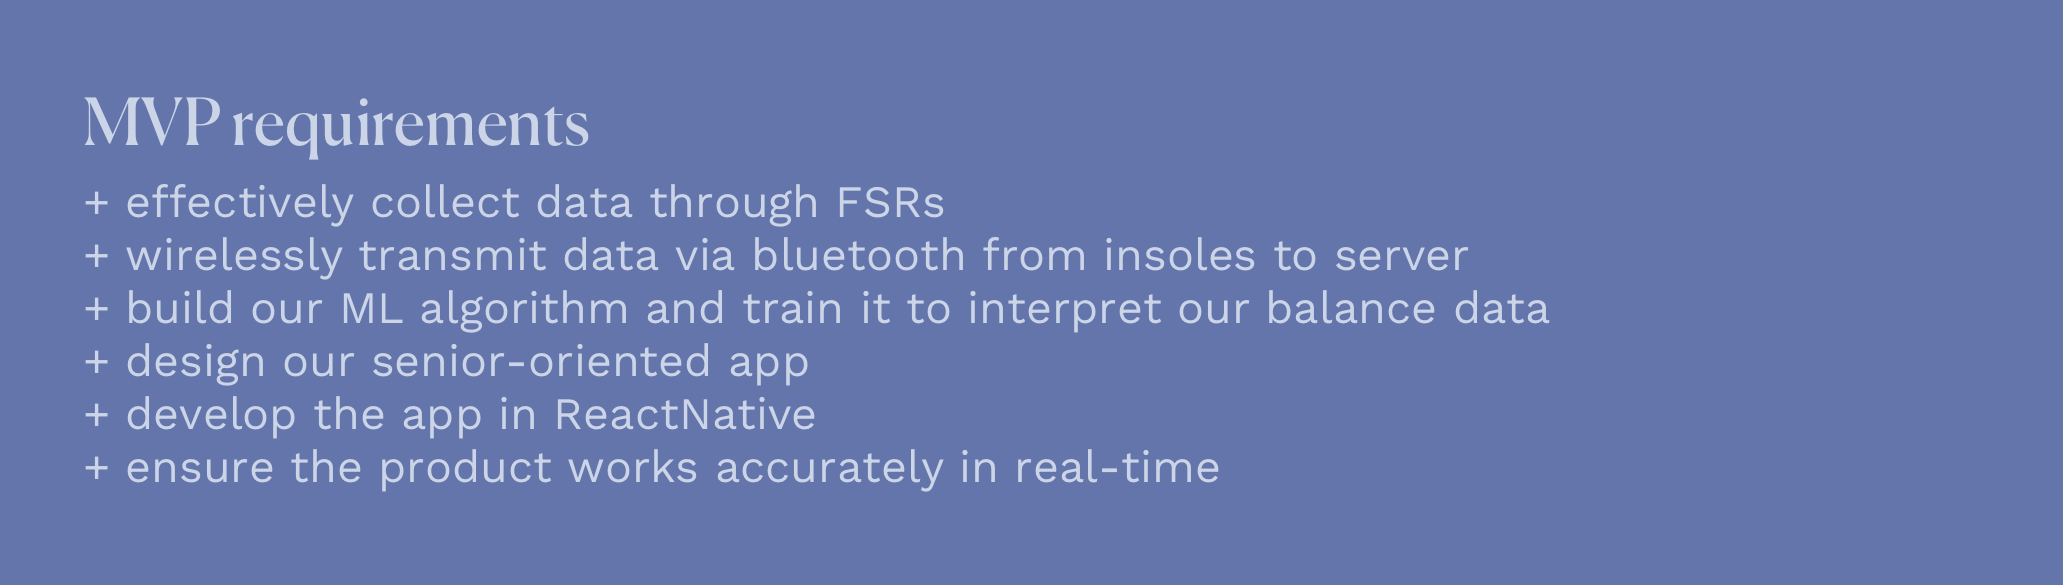 MVP requirements
+ effectively collect data through FSRs
+ wirelessly transmit data via bluetooth from insoles to server
+ build our ML algorithm and train it to interpret our balance data
+ design our senior-oriented app
+ develop the app in ReactNative
+ ensure the product works accurately in real-time